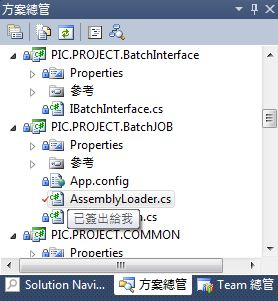 方案總管
PIC.PROJECT.BatchInterface
Properties
參考
IBatchInterface.cs
PIC.PROJECT.BatchJOB
Properties
參考
App.config
AssemblyLoader.cs
已簽出給我
.cs
PIC.PROJECT.COMMON
Properties
Solution Navi...
方案總管
Team 總管